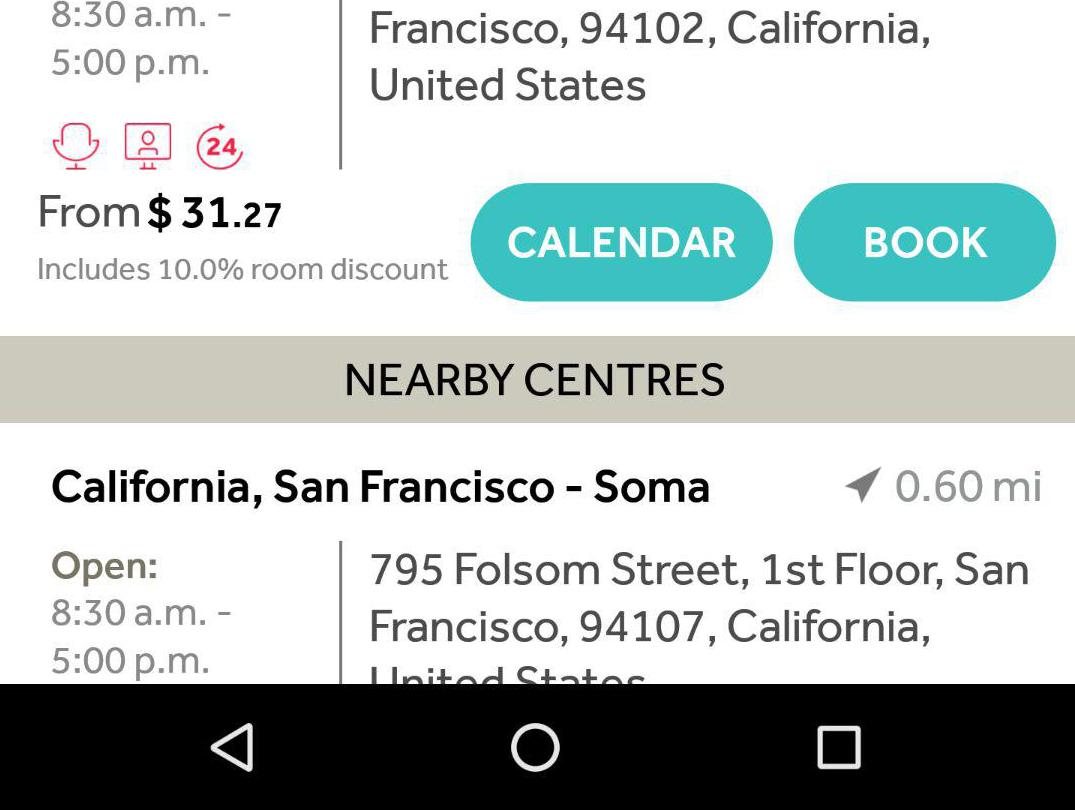 8:30 a.m. -
5:00 p.m.
Francisco, 94102, California,
United States
24
From $ 31.27
Includes 10.0% room discount
CALENDAR
BOOK
NEARBY CENTRES
California, San Francisco - Soma
0.60 mi
Open:
8:30 a.m. -
5:00 p.m.
795 Folsom Street, 1st Floor, San
Francisco, 94107, California,
United States